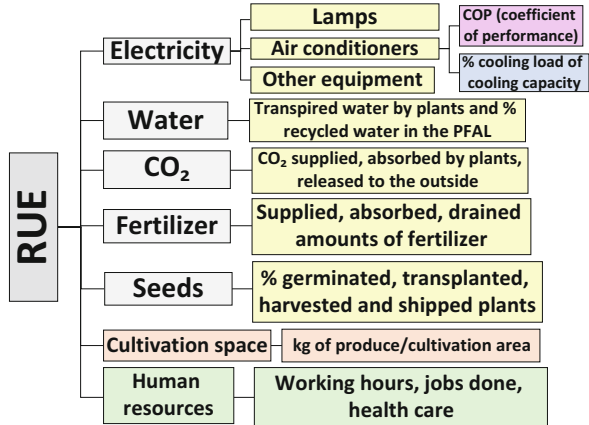 RUE
Electricity
Lamps
Air conditioners
Other equipment
COP (coefficient
of performance)
% cooling load of
cooling capacity
Water
Transpired water by plants and %
recycled water in the PFAL
CO₂
CO₂ supplied, absorbed by plants,
released to the outside
Fertilizer
Supplied, absorbed, drained
amounts of fertilizer
Seeds
% germinated, transplanted,
harvested and shipped plants
Cultivation space
kg of produce/cultivation area
Human
resources
Working hours, jobs done,
health care